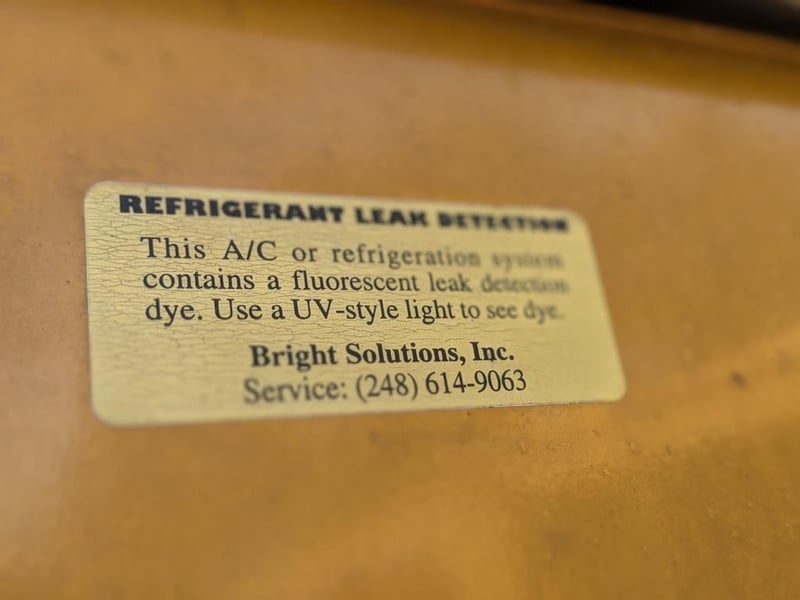 REFRIGERANT LEAK DETECTION
This A/C or refrigeration system
contains a fluorescent leak detection
dye. Use a UV-style light to see dye.
Bright Solutions, Inc.
Service: (248) 614-9063